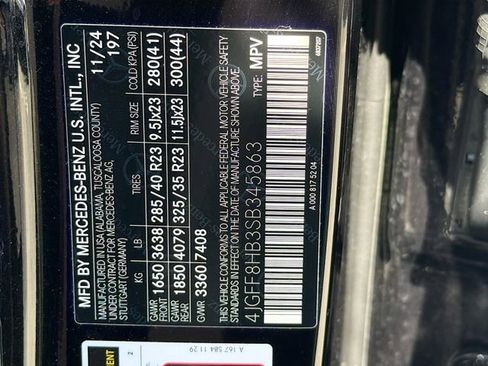 MFD BY MERCEDES-BENZ U.S. INTL., INC 11/24
MANUFACTURED IN USA (ALABAMA, TUSCALOOSA COUNTY) 197
UNDER CONTRACT FOR MERCEDES-BENZ AG,
STUTTGART (GERMANY)
KG LB TIRES RIM SIZE COLD KPA (PSI)
GAWR FRONT 1650 3638 285/40 R23 9.5Jx23 280(41)
GAWR REAR 1850 4079 325/35 R23 11.5Jx23 300(44)
GVWR 3360 7408
THIS VEHICLE CONFORMS TO ALL APPLICABLE FEDERAL MOTOR VEHICLE SAFETY
STANDARDS IN EFFECT ON THE DATE OF MANUFACTURE SHOWN ABOVE.
4JGFF8HB3SB345863 TYPE: MPV
A 000 817 52 04
A 167 584 11 29
2